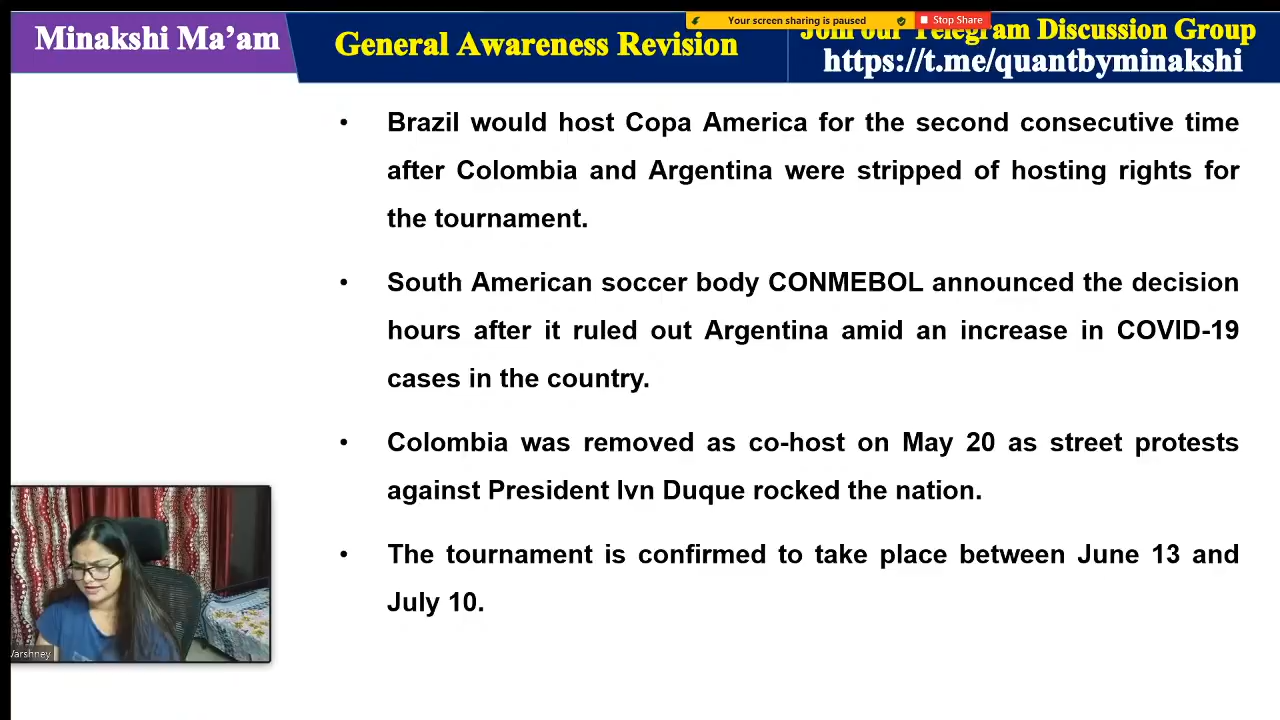 Minakshi Ma’am
General Awareness Revision
Your screen sharing is paused
Stop Share
Join our Telegram Discussion Group
https://t.me/quantbyminakshi
• Brazil would host Copa America for the second consecutive time
after Colombia and Argentina were stripped of hosting rights for
the tournament.
• South American soccer body CONMEBOL announced the decision
hours after it ruled out Argentina amid an increase in COVID-19
cases in the country.
• Colombia was removed as co-host on May 20 as street protests
against President Ivn Duque rocked the nation.
• The tournament is confirmed to take place between June 13 and
July 10.
Varshney